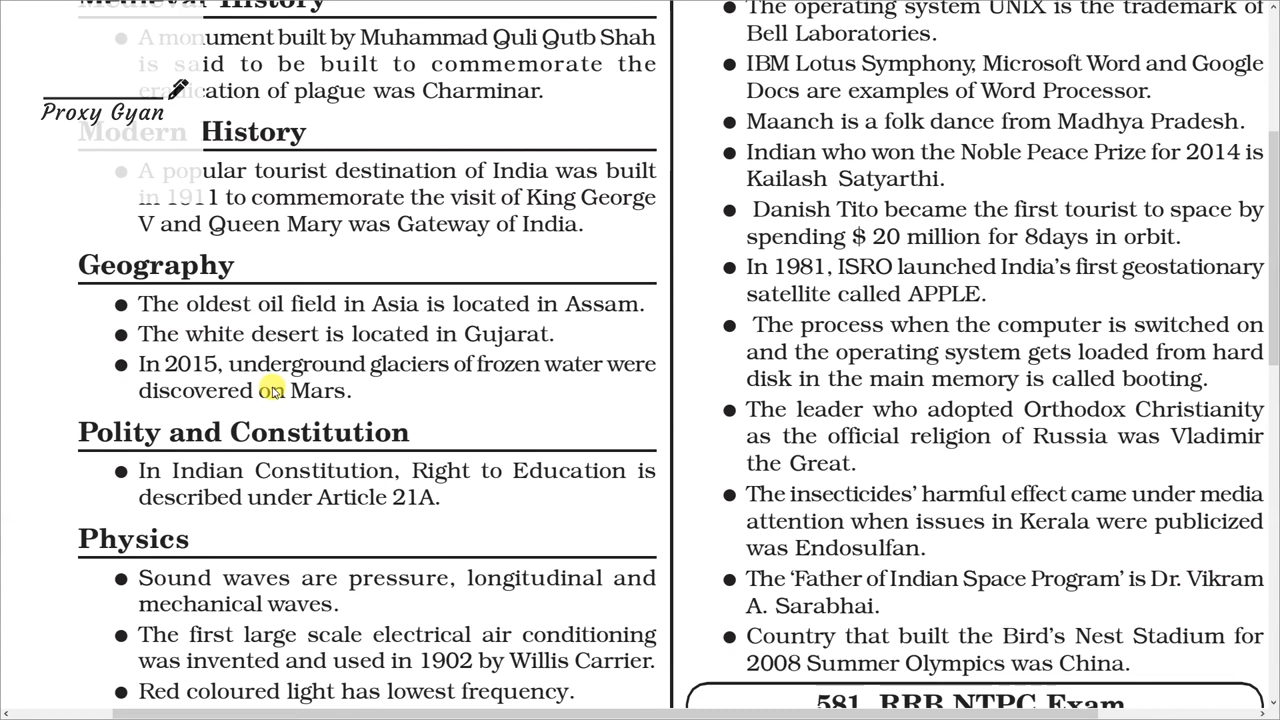 Medieval History
● A monument built by Muhammad Quli Qutb Shah
is said to be built to commemorate the
eradication of plague was Charminar.
Proxy Gyan
Modern History
● A popular tourist destination of India was built
in 1911 to commemorate the visit of King George
V and Queen Mary was Gateway of India.
Geography
● The oldest oil field in Asia is located in Assam.
● The white desert is located in Gujarat.
● In 2015, underground glaciers of frozen water were
discovered on Mars.
Polity and Constitution
● In Indian Constitution, Right to Education is
described under Article 21A.
Physics
● Sound waves are pressure, longitudinal and
mechanical waves.
● The first large scale electrical air conditioning
was invented and used in 1902 by Willis Carrier.
● Red coloured light has lowest frequency.
● The operating system UNIX is the trademark of
Bell Laboratories.
● IBM Lotus Symphony, Microsoft Word and Google
Docs are examples of Word Processor.
● Maanch is a folk dance from Madhya Pradesh.
● Indian who won the Noble Peace Prize for 2014 is
Kailash Satyarthi.
● Danish Tito became the first tourist to space by
spending $ 20 million for 8days in orbit.
● In 1981, ISRO launched India's first geostationary
satellite called APPLE.
● The process when the computer is switched on
and the operating system gets loaded from hard
disk in the main memory is called booting.
● The leader who adopted Orthodox Christianity
as the official religion of Russia was Vladimir
the Great.
● The insecticides' harmful effect came under media
attention when issues in Kerala were publicized
was Endosulfan.
● The 'Father of Indian Space Program' is Dr. Vikram
A. Sarabhai.
● Country that built the Bird's Nest Stadium for
2008 Summer Olympics was China.
581. RRB NTPC Exam